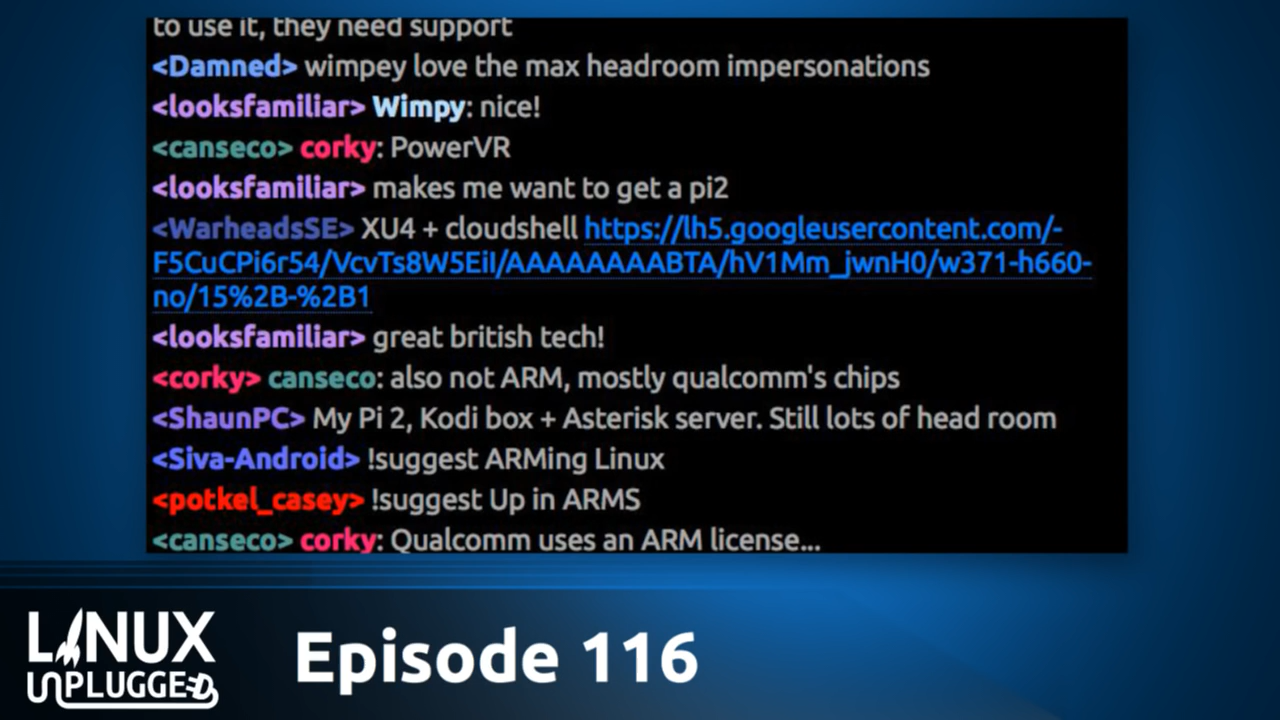 to use it, they need support
<Damned> wimpey love the max headroom impersonations
<looksfamiliar> Wimpy: nice!
<canseco> corky: PowerVR
<looksfamiliar> makes me want to get a pi2
<WarheadsSE> XU4 + cloudshell https://lh5.googleusercontent.com/-
F5CuCPi6r54/VcvTs8W5EiI/AAAAAAAABTA/hV1Mm_jwnH0/w371-h660-
no/15%2B-%2B1
<looksfamiliar> great british tech!
<corky> canseco: also not ARM, mostly qualcomm's chips
<ShaunPC> My Pi 2, Kodi box + Asterisk server. Still lots of head room
<Siva-Android> !suggest ARMing Linux
<potkel_casey> !suggest Up in ARMS
<canseco> corky: Qualcomm uses an ARM license...
LINUX
UNPLUGGED
Episode 116